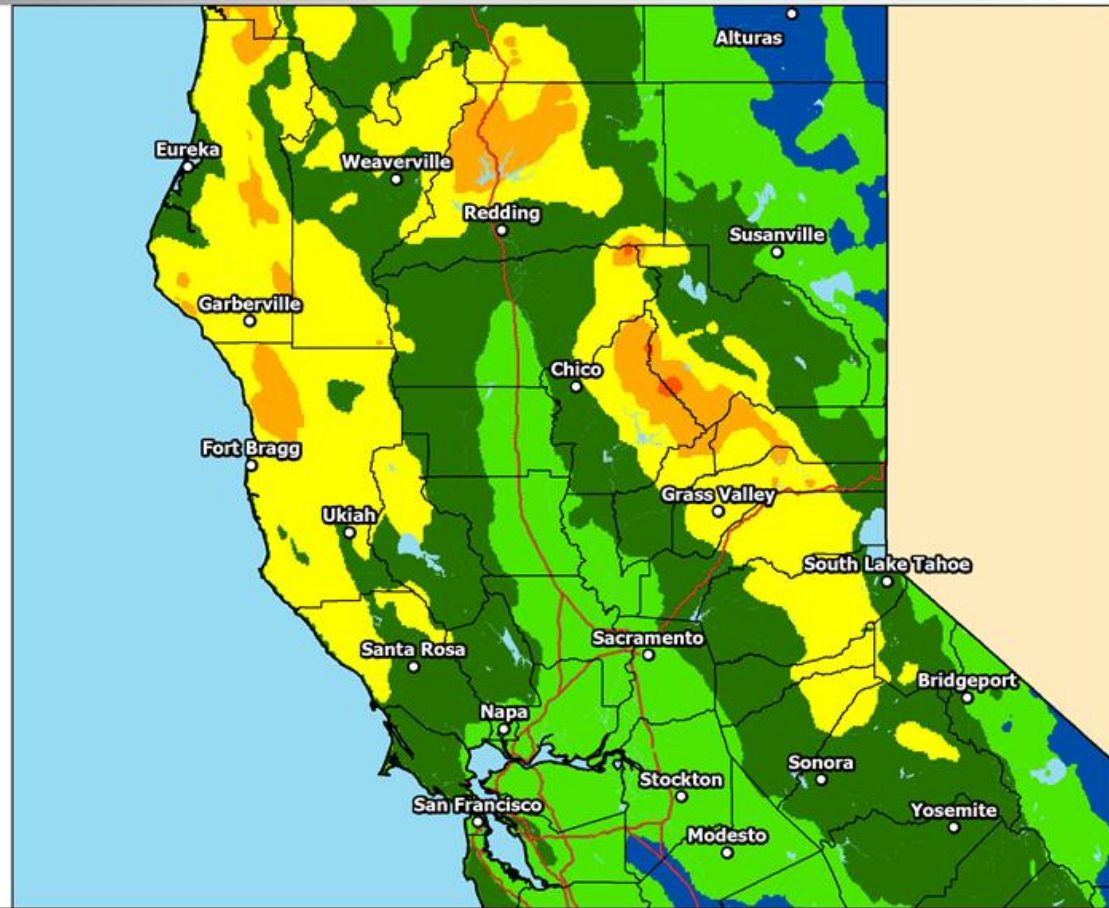 Alturas
Eureka
Weaverville
Redding
Susanville
Garberville
Chico
Fort Bragg
Grass Valley
Ukiah
South Lake Tahoe
Sacramento
Santa Rosa
Bridgeport
Napa
Sonora
Stockton
San Francisco
Yosemite
Modesto